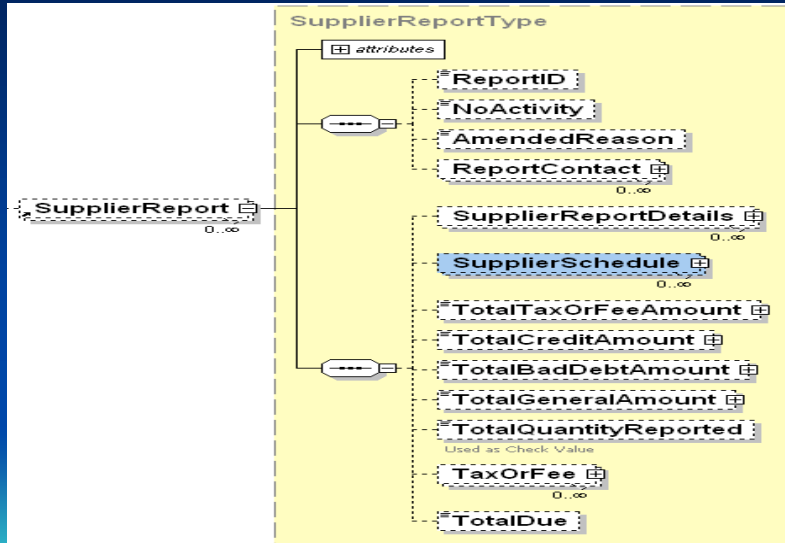 SupplierReportType
attributes
ReportID
NoActivity
AmendedReason
ReportContact
0..∞
SupplierReport
0..∞
SupplierReportDetails
0..∞
SupplierSchedule
0..∞
TotalTaxOrFeeAmount
TotalCreditAmount
TotalBadDebtAmount
TotalGeneralAmount
TotalQuantityReported
Used as Check Value
TaxOrFee
0..∞
TotalDue